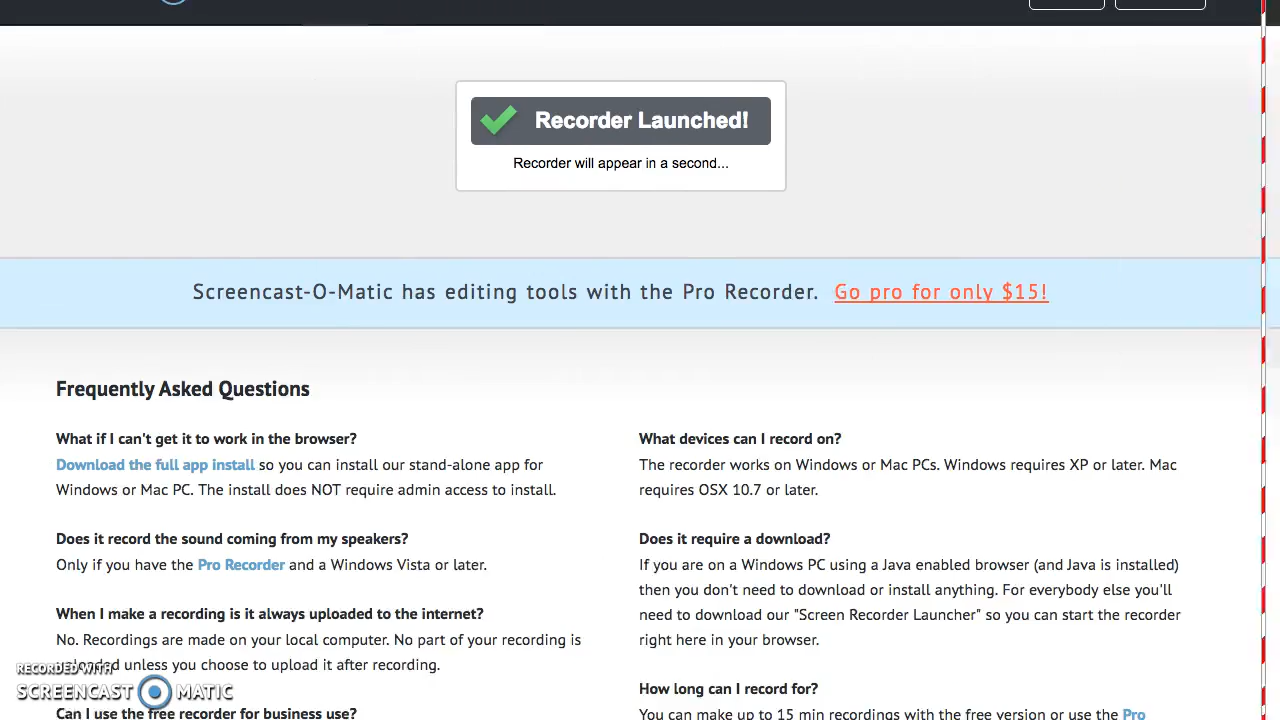 Recorder Launched!
Recorder will appear in a second...
Screencast-O-Matic has editing tools with the Pro Recorder. Go pro for only $15!
Frequently Asked Questions
What if I can't get it to work in the browser?
Download the full app install so you can install our stand-alone app for
Windows or Mac PC. The install does NOT require admin access to install.
Does it record the sound coming from my speakers?
Only if you have the Pro Recorder and a Windows Vista or later.
When I make a recording is it always uploaded to the internet?
No. Recordings are made on your local computer. No part of your recording is
uploaded unless you choose to upload it after recording.
Can I use the free recorder for business use?
What devices can I record on?
The recorder works on Windows or Mac PCs. Windows requires XP or later. Mac
requires OSX 10.7 or later.
Does it require a download?
If you are on a Windows PC using a Java enabled browser (and Java is installed)
then you don't need to download or install anything. For everybody else you'll
need to download our "Screen Recorder Launcher" so you can start the recorder
right here in your browser.
How long can I record for?
You can make up to 15 min recordings with the free version or use the Pro
RECORDED WITH
SCREENCAST MATIC